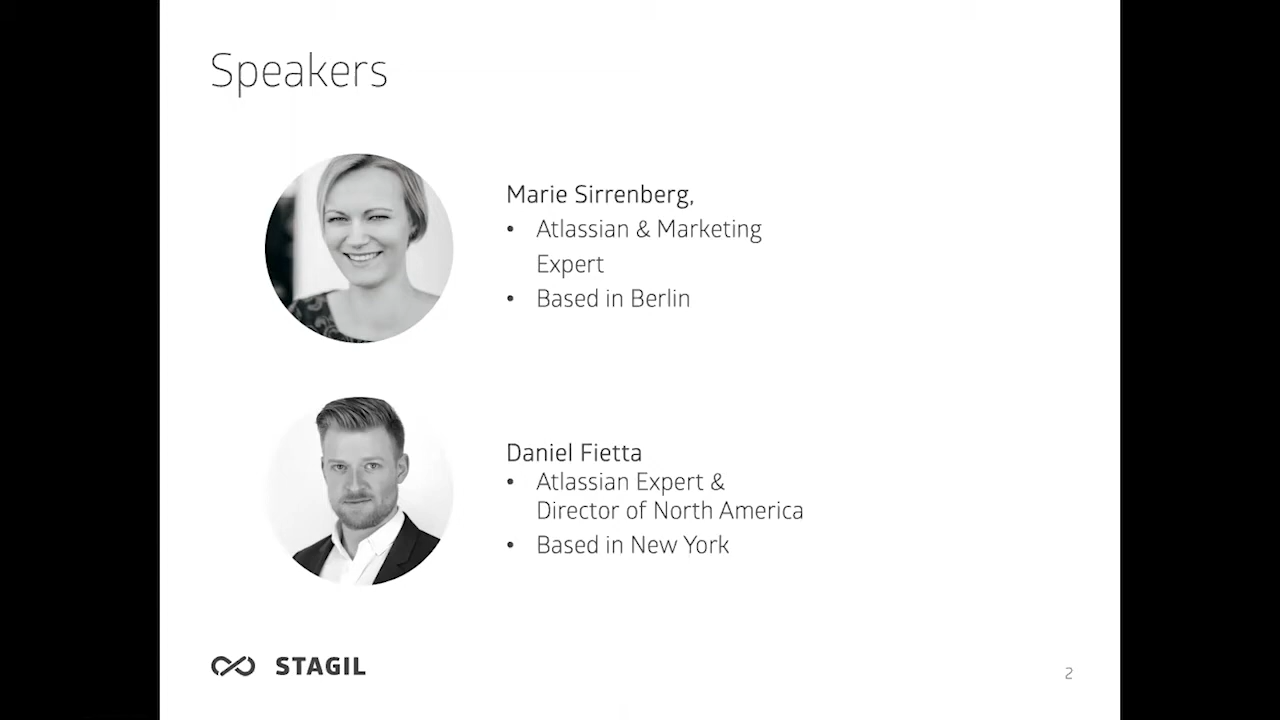 Speakers
Marie Sirrenberg,
• Atlassian & Marketing
Expert
• Based in Berlin
Daniel Fietta
• Atlassian Expert &
Director of North America
• Based in New York
STAGIL
2